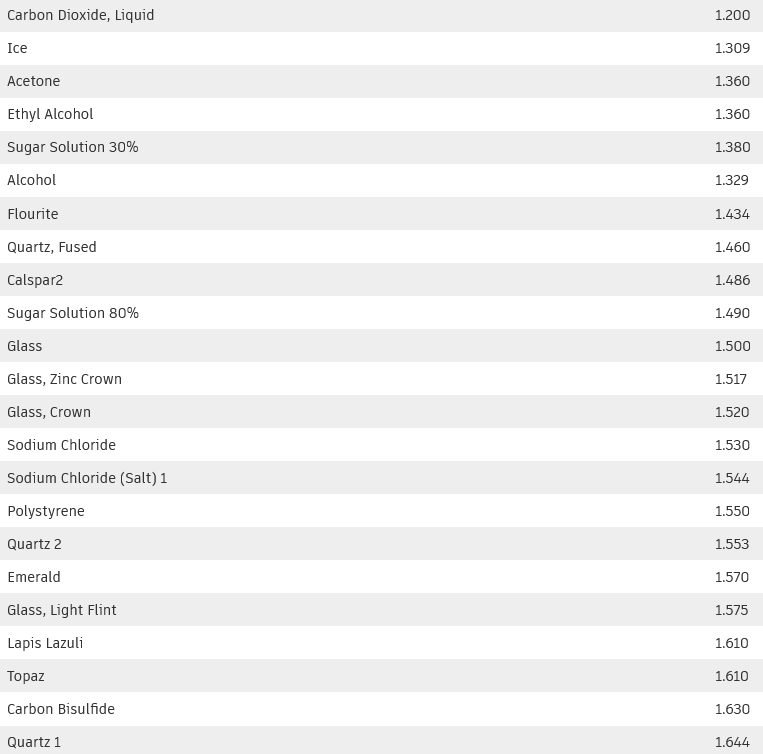 Carbon Dioxide, Liquid 1.200
Ice 1.309
Acetone 1.360
Ethyl Alcohol 1.360
Sugar Solution 30% 1.380
Alcohol 1.329
Flourite 1.434
Quartz, Fused 1.460
Calspar2 1.486
Sugar Solution 80% 1.490
Glass 1.500
Glass, Zinc Crown 1.517
Glass, Crown 1.520
Sodium Chloride 1.530
Sodium Chloride (Salt) 1 1.544
Polystyrene 1.550
Quartz 2 1.553
Emerald 1.570
Glass, Light Flint 1.575
Lapis Lazuli 1.610
Topaz 1.610
Carbon Bisulfide 1.630
Quartz 1 1.644